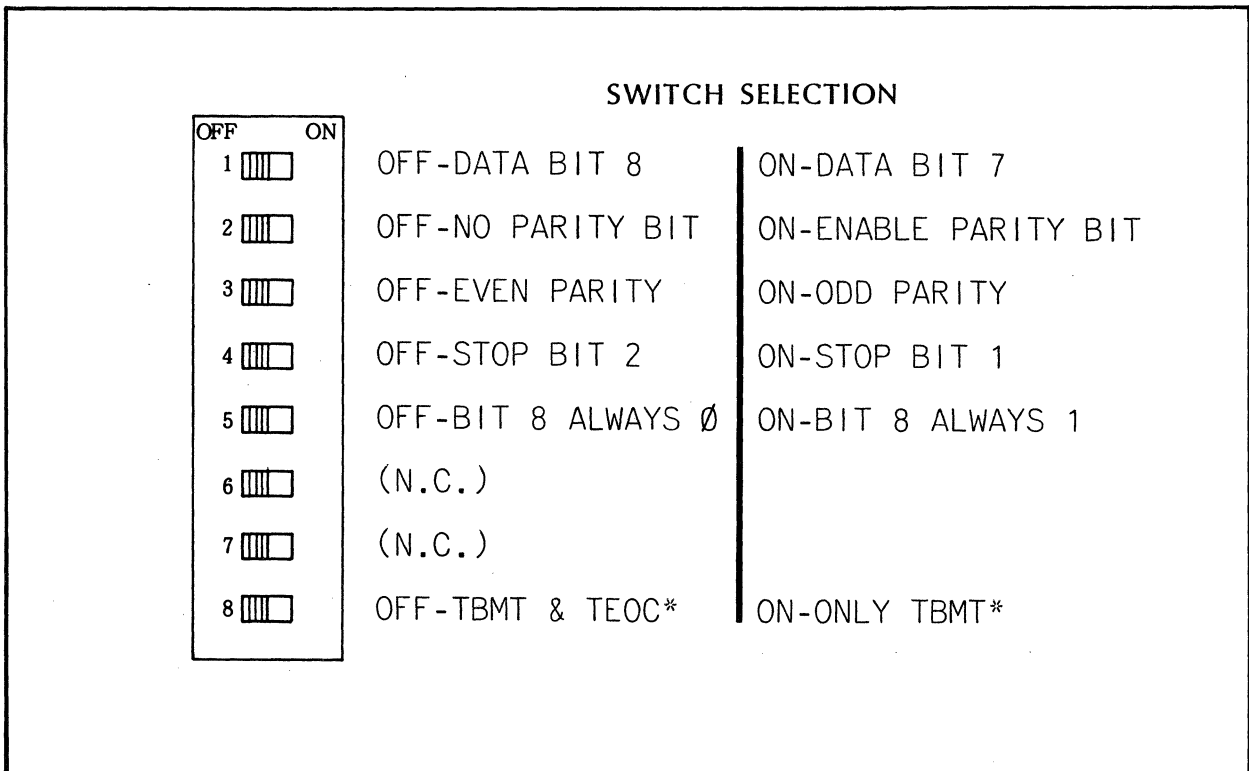 SWITCH SELECTION
OFF ON
1 OFF-DATA BIT 8 ON-DATA BIT 7
2 OFF-NO PARITY BIT ON-ENABLE PARITY BIT
3 OFF-EVEN PARITY ON-ODD PARITY
4 OFF-STOP BIT 2 ON-STOP BIT 1
5 OFF-BIT 8 ALWAYS Ø ON-BIT 8 ALWAYS 1
6 (N.C.)
7 (N.C.)
8 OFF-TBMT & TEOC* ON-ONLY TBMT*